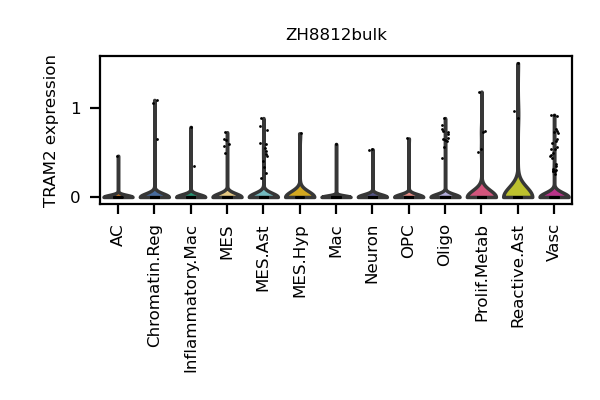 ZH8812bulk
TRAM2 expression
1
0
AC
Chromatin.Reg
Inflammatory.Mac
MES
MES.Ast
MES.Hyp
Mac
Neuron
OPC
Oligo
Prolif.Metab
Reactive.Ast
Vasc